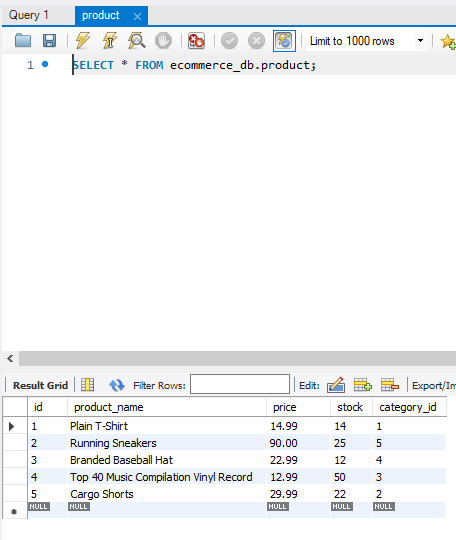 Query 1 product
Limit to 1000 rows
1 SELECT * FROM ecommerce_db.product;
Result Grid Filter Rows: Edit: Export/Im
id product_name price stock category_id
1 Plain T-Shirt 14.99 14 1
2 Running Sneakers 90.00 25 5
3 Branded Baseball Hat 22.99 12 4
4 Top 40 Music Compilation Vinyl Record 12.99 50 3
5 Cargo Shorts 29.99 22 2
NULL NULL NULL NULL NULL